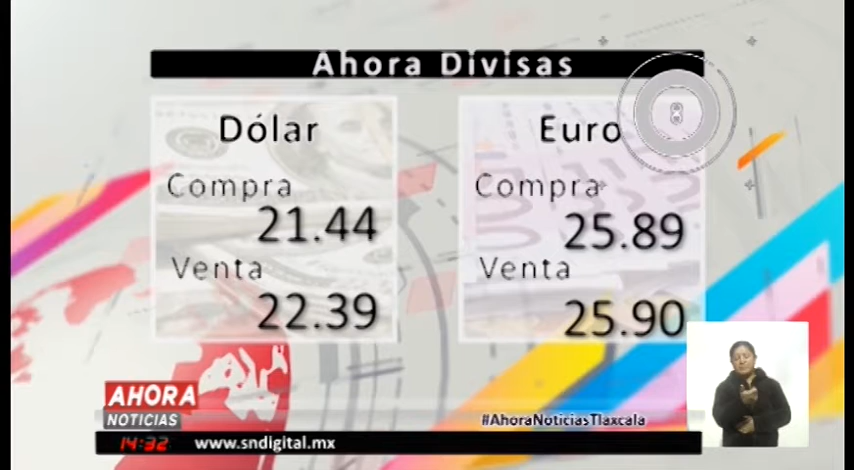 Ahora Divisas
Dólar
Compra
21.44
Venta
22.39
Euro
Compra
25.89
Venta
25.90
AHORA
NOTICIAS
#AhoraNoticiasTlaxcala
14:32
www.sndigital.mx